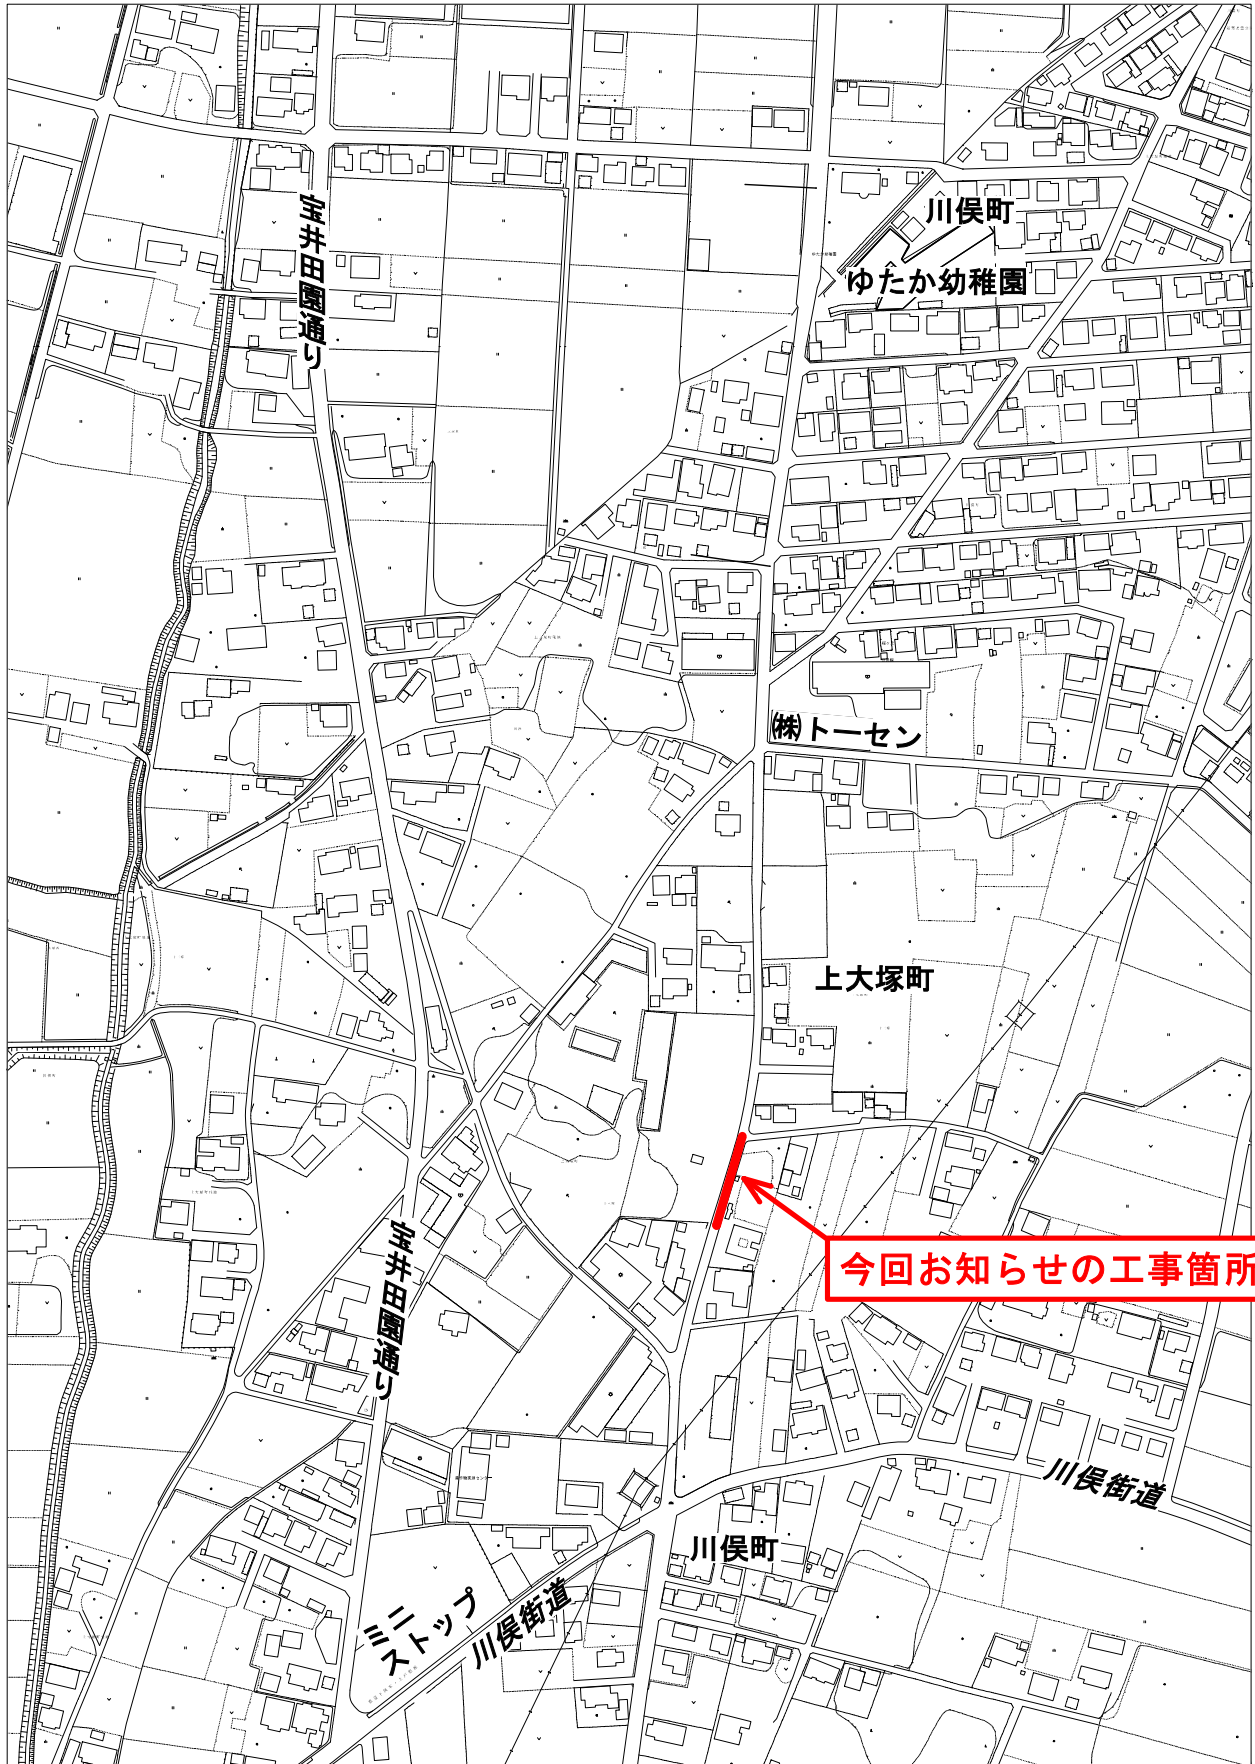 宝井田園通り
川俣町
ゆたか幼稚園
㈱トーセン
上大塚町
今回お知らせの工事箇所
宝井田園通り
川俣街道
川俣町
ミニ
ストップ
川俣街道